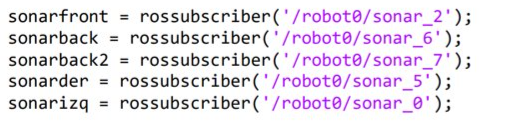 sonarfront = rossubscriber('/robot0/sonar_2');
sonarback = rossubscriber('/robot0/sonar_6');
sonarback2 = rossubscriber('/robot0/sonar_7');
sonarder = rossubscriber('/robot0/sonar_5');
sonarizq = rossubscriber('/robot0/sonar_0');